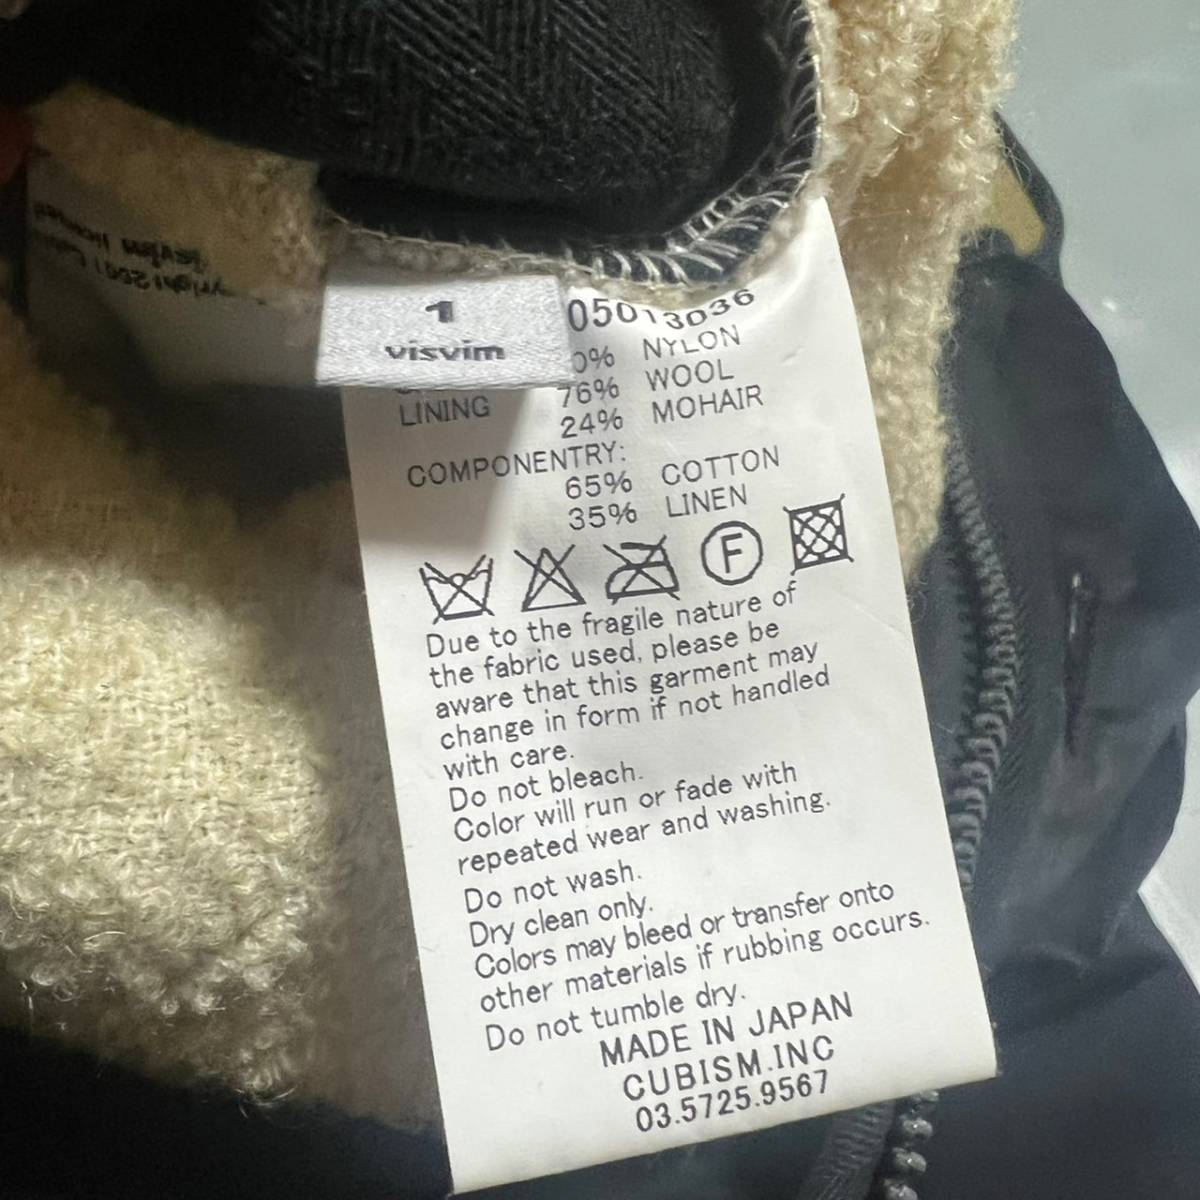 1
visvim
05013036
0% NYLON
LINING 76% WOOL
24% MOHAIR
COMPONENTRY:
65% COTTON
35% LINEN
F
Due to the fragile nature of
the fabric used, please be
aware that this garment may
change in form if not handled
with care.
Do not bleach.
Color will run or fade with
repeated wear and washing.
Do not wash.
Dry clean only.
Colors may bleed or transfer onto
other materials if rubbing occurs.
Do not tumble dry.
MADE IN JAPAN
CUBISM.INC
03.5725.9567